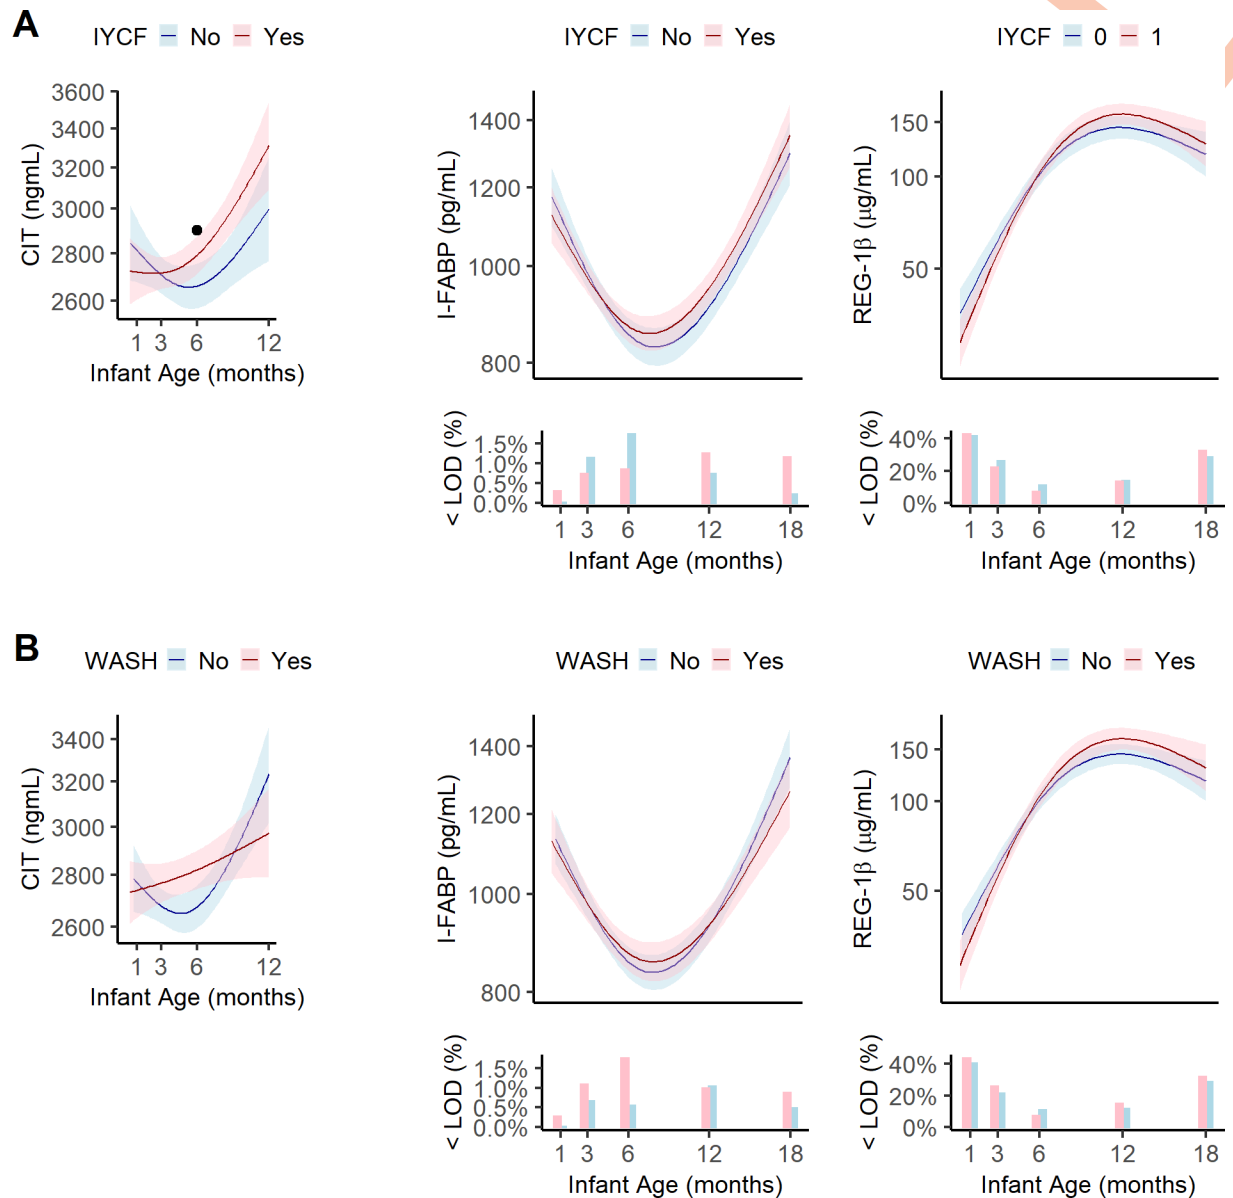 A
IYCF No Yes
IYCF No Yes
IYCF 0 1
CIT (ngmL)
3600
3400
3200
3000
2800
2600
1 3 6 12
Infant Age (months)
I-FABP (pg/mL)
1400
1200
1000
800
REG-1β (μg/mL)
150
100
50
< LOD (%)
1.5%
1.0%
0.5%
0.0%
1 3 6 12 18
Infant Age (months)
< LOD (%)
40%
20%
0%
1 3 6 12 18
Infant Age (months)
B
WASH No Yes
WASH No Yes
WASH No Yes
CIT (ngmL)
3400
3200
3000
2800
2600
1 3 6 12
Infant Age (months)
I-FABP (pg/mL)
1400
1200
1000
800
REG-1β (μg/mL)
150
100
50
< LOD (%)
1.5%
1.0%
0.5%
0.0%
1 3 6 12 18
Infant Age (months)
< LOD (%)
40%
20%
0%
1 3 6 12 18
Infant Age (months)